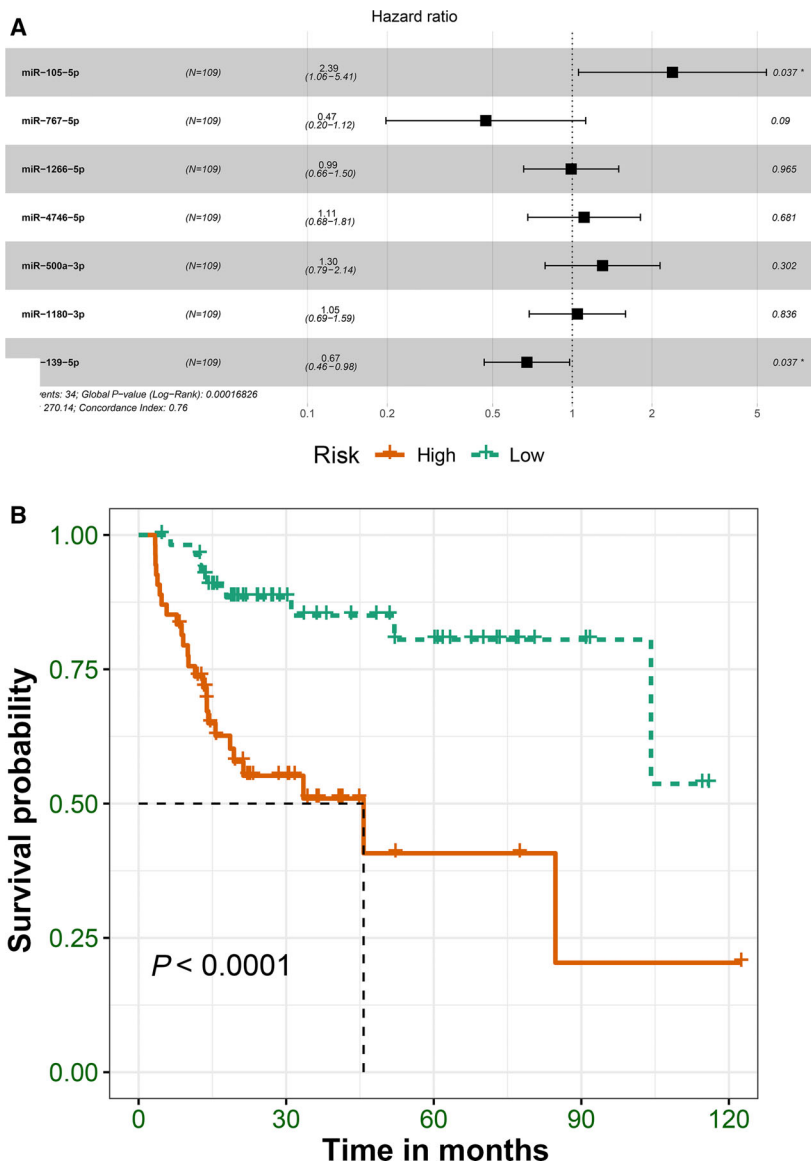 A
Hazard ratio
miR−105−5p (N=109) 2.39 (1.06−5.41) 0.037 *
miR−767−5p (N=109) 0.47 (0.20−1.12) 0.09
miR−1266−5p (N=109) 0.99 (0.66−1.50) 0.965
miR−4746−5p (N=109) 1.11 (0.68−1.81) 0.681
miR−500a−3p (N=109) 1.30 (0.79−2.14) 0.302
miR−1180−3p (N=109) 1.05 (0.69−1.59) 0.836
−139−5p (N=109) 0.67 (0.46−0.98) 0.037 *
ents: 34; Global P−value (Log−Rank): 0.00016826
270.14; Concordance Index: 0.76
0.1 0.2 0.5 1 2 5
Risk High Low
B
1.00
0.75
0.50
0.25
0.00
Survival probability
P < 0.0001
0 30 60 90 120
Time in months